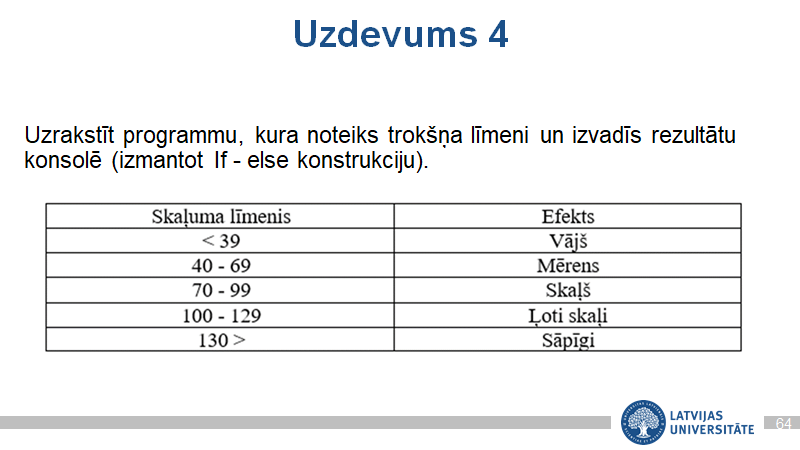 Uzdevums 4
Uzrakstīt programmu, kura noteiks trokšņa līmeni un izvadīs rezultātu
konsolē (izmantot If - else konstrukciju).
Skaļuma līmenis Efekts
< 39 Vājš
40 - 69 Mērens
70 - 99 Skaļš
100 - 129 Ļoti skaļi
130 > Sāpīgi
LATVIJAS
UNIVERSITĀTE
64